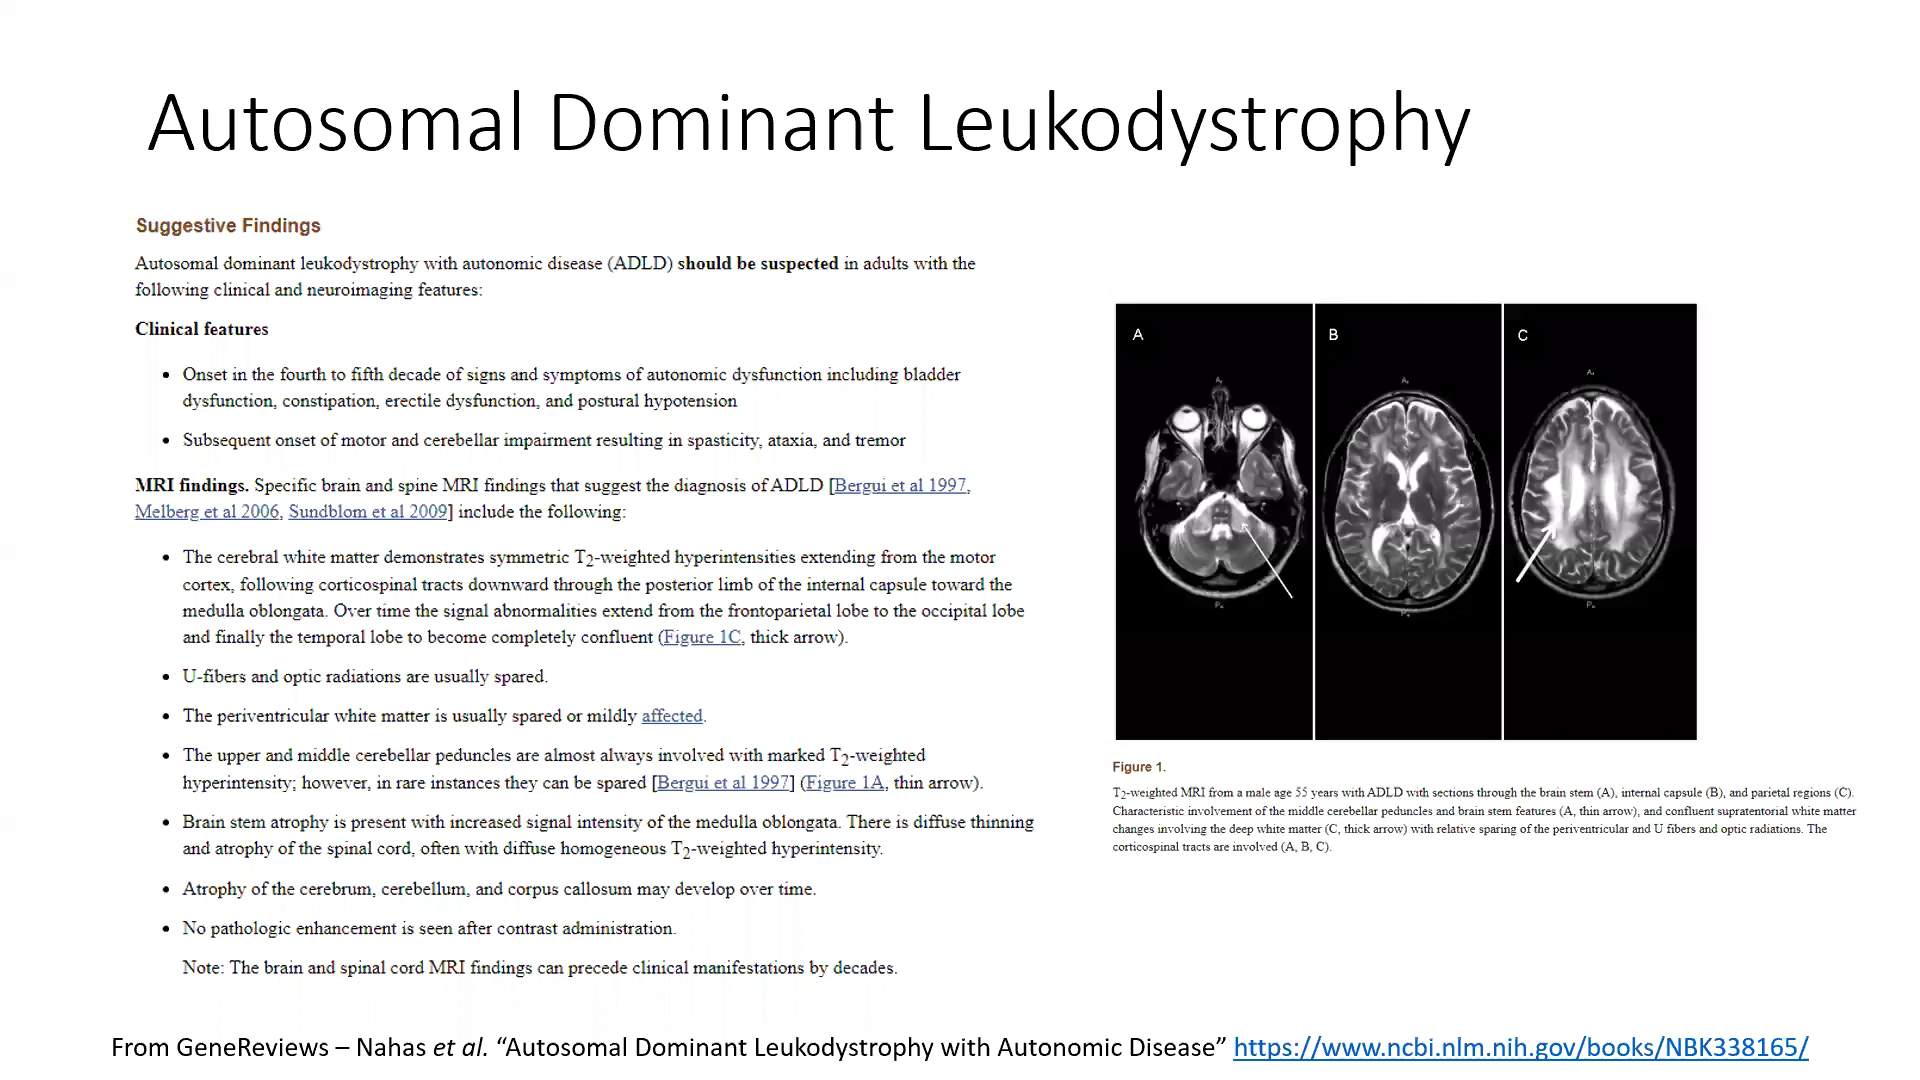 Autosomal Dominant Leukodystrophy
Suggestive Findings
Autosomal dominant leukodystrophy with autonomic disease (ADLD) should be suspected in adults with the
following clinical and neuroimaging features:
Clinical features
• Onset in the fourth to fifth decade of signs and symptoms of autonomic dysfunction including bladder
dysfunction, constipation, erectile dysfunction, and postural hypotension
• Subsequent onset of motor and cerebellar impairment resulting in spasticity, ataxia, and tremor
MRI findings. Specific brain and spine MRI findings that suggest the diagnosis of ADLD [Bergui et al 1997,
Melberg et al 2006, Sundblom et al 2009] include the following:
• The cerebral white matter demonstrates symmetric T2-weighted hyperintensities extending from the motor
cortex, following corticospinal tracts downward through the posterior limb of the internal capsule toward the
medulla oblongata. Over time the signal abnormalities extend from the frontoparietal lobe to the occipital lobe
and finally the temporal lobe to become completely confluent (Figure 1C, thick arrow).
• U-fibers and optic radiations are usually spared.
• The periventricular white matter is usually spared or mildly affected.
• The upper and middle cerebellar peduncles are almost always involved with marked T2-weighted
hyperintensity; however, in rare instances they can be spared [Bergui et al 1997] (Figure 1A, thin arrow).
• Brain stem atrophy is present with increased signal intensity of the medulla oblongata. There is diffuse thinning
and atrophy of the spinal cord, often with diffuse homogeneous T2-weighted hyperintensity.
• Atrophy of the cerebrum, cerebellum, and corpus callosum may develop over time.
• No pathologic enhancement is seen after contrast administration.
Note: The brain and spinal cord MRI findings can precede clinical manifestations by decades.
A
B
C
Figure 1.
T2-weighted MRI from a male age 55 years with ADLD with sections through the brain stem (A), internal capsule (B), and parietal regions (C).
Characteristic involvement of the middle cerebellar peduncles and brain stem features (A, thin arrow), and confluent supratentorial white matter
changes involving the deep white matter (C, thick arrow) with relative sparing of the periventricular and U fibers and optic radiations. The
corticospinal tracts are involved (A, B, C).
From GeneReviews – Nahas et al. “Autosomal Dominant Leukodystrophy with Autonomic Disease” https://www.ncbi.nlm.nih.gov/books/NBK338165/